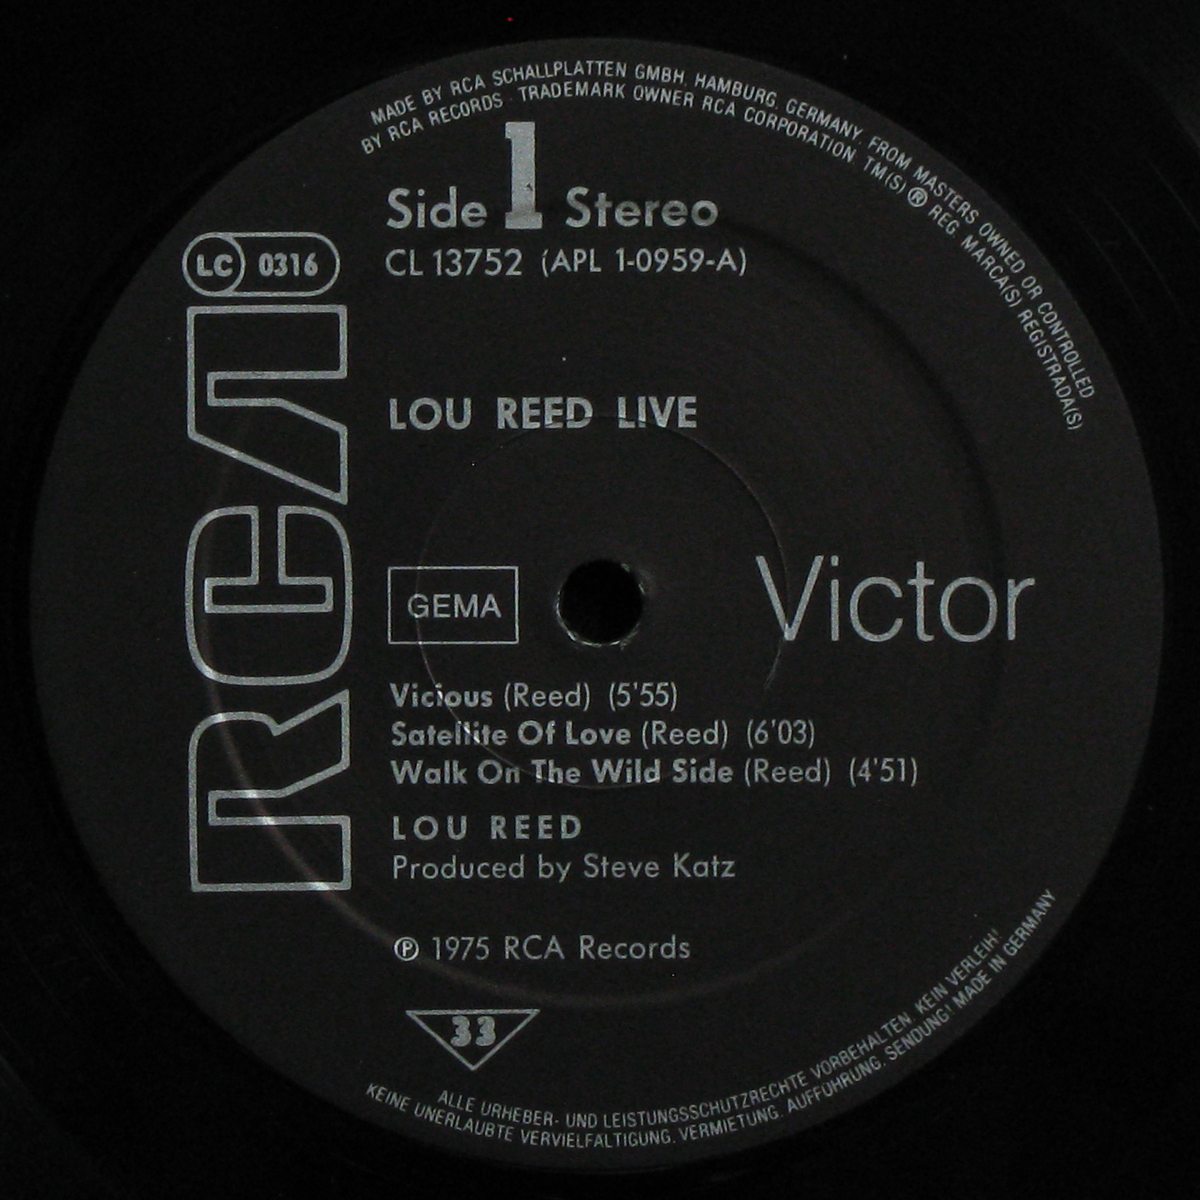 MADE BY RCA SCHALLPLATTEN GMBH, HAMBURG, GERMANY, FROM MASTERS OWNED OR CONTROLLED
BY RCA RECORDS. TRADEMARK OWNER RCA CORPORATION. TM(S) ® REG. MARCA(S) REGISTRADA(S)
Side 1 Stereo
LC 0316
CL 13752 (APL 1-0959-A)
RCA
LOU REED LIVE
GEMA
Victor
Vicious (Reed) (5'55)
Satellite Of Love (Reed) (6'03)
Walk On The Wild Side (Reed) (4'51)
LOU REED
Produced by Steve Katz
℗ 1975 RCA Records
33
ALLE URHEBER- UND LEISTUNGSSCHUTZRECHTE VORBEHALTEN. KEIN VERLEIH!
KEINE UNERLAUBTE VERVIELFÄLTIGUNG, VERMIETUNG, AUFFÜHRUNG, SENDUNG! MADE IN GERMANY